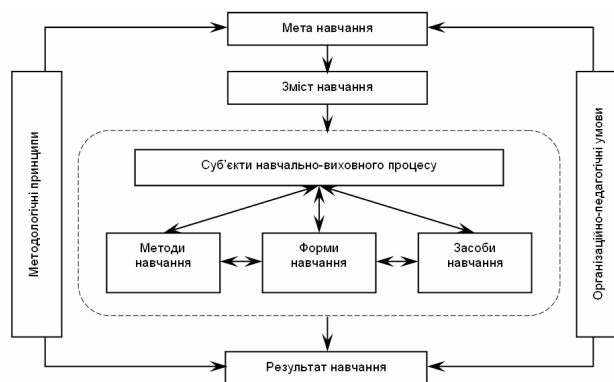 Мета навчання
Зміст навчання
Методологічні принципи
Організаційно-педагогічні умови
Суб'єкти навчально-виховного процесу
Методи
навчання
Форми
навчання
Засоби
навчання
Результат навчання